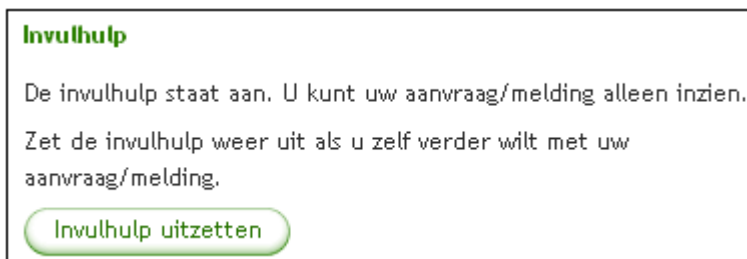 Invulhulp
De invulhulp staat aan. U kunt uw aanvraag/melding alleen inzien.
Zet de invulhulp weer uit als u zelf verder wilt met uw
aanvraag/melding.
Invulhulp uitzetten